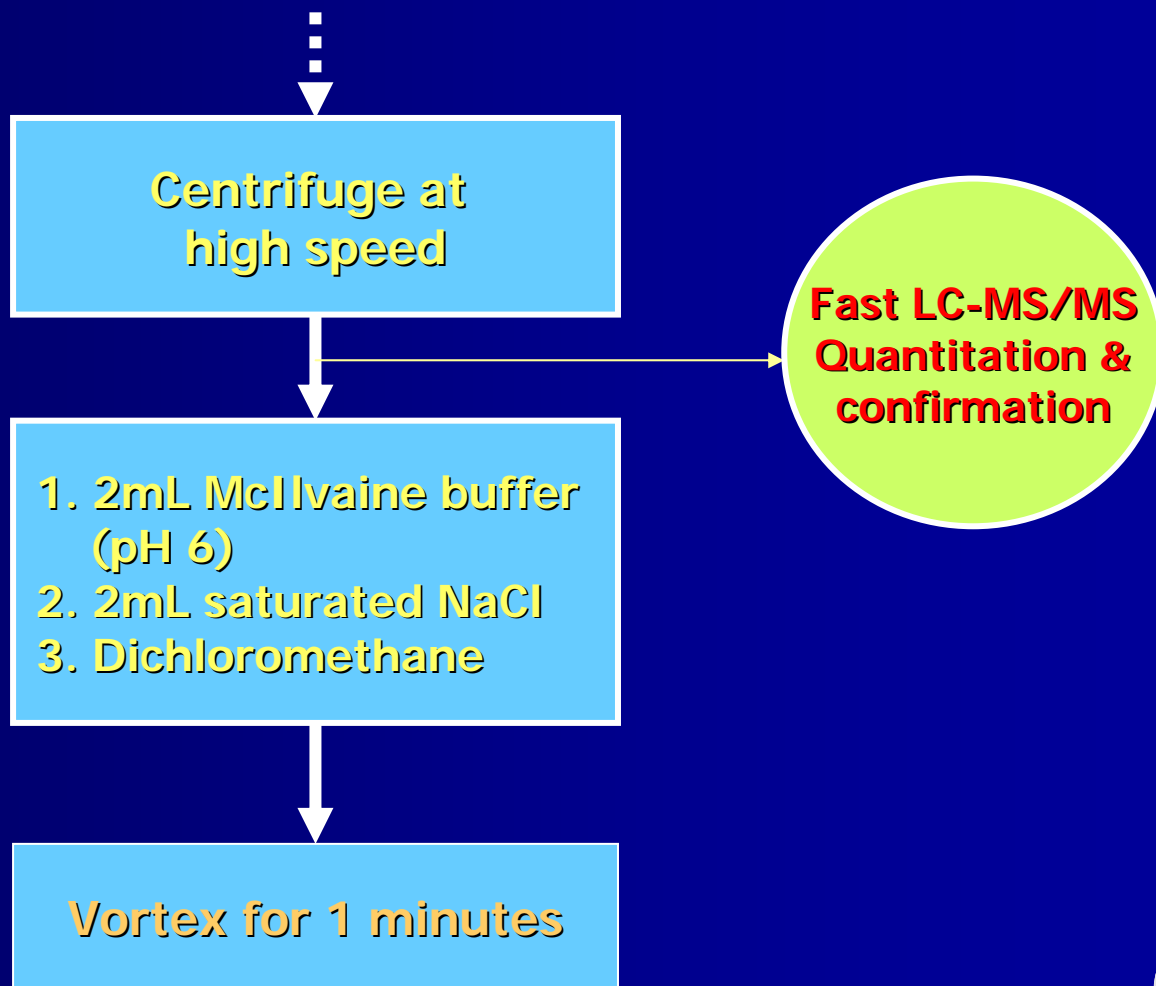 Centrifuge at
high speed
Fast LC-MS/MS
Quantitation &
confirmation
1. 2mL McIlvaine buffer
(pH 6)
2. 2mL saturated NaCl
3. Dichloromethane
Vortex for 1 minutes